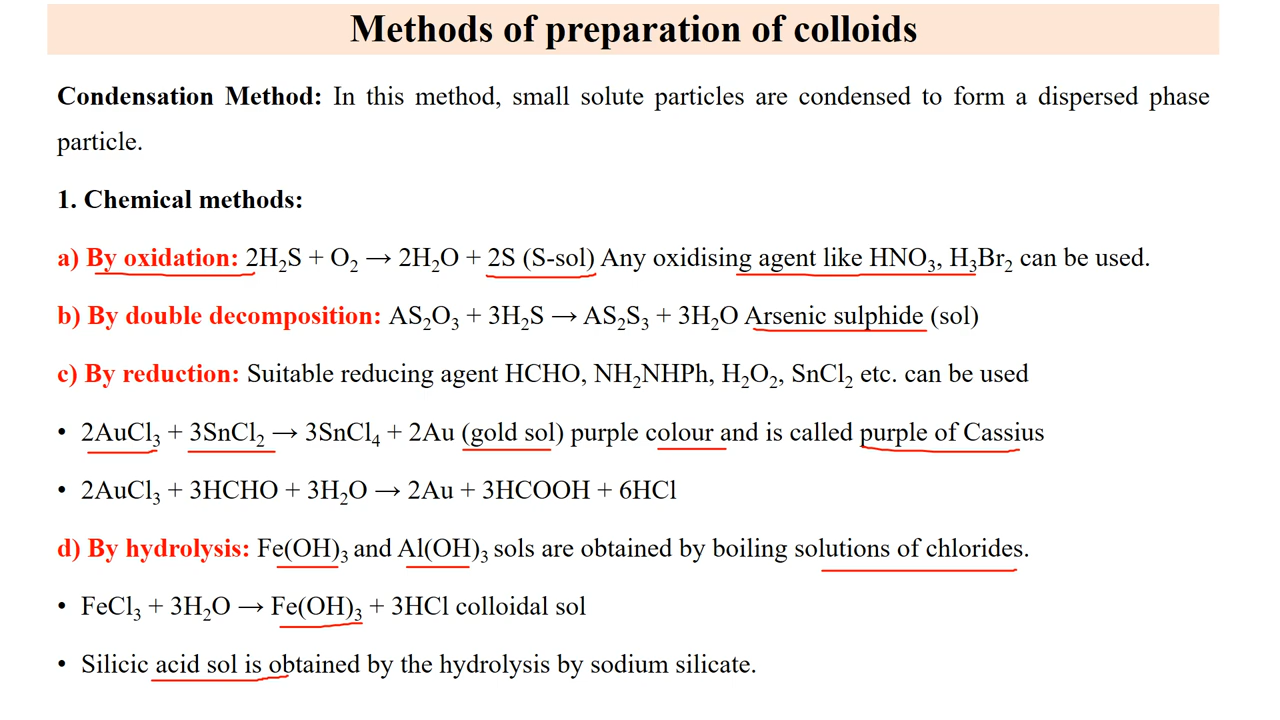 Methods of preparation of colloids
Condensation Method: In this method, small solute particles are condensed to form a dispersed phase
particle.
1. Chemical methods:
a) By oxidation: 2H₂S + O₂ → 2H₂O + 2S (S-sol) Any oxidising agent like HNO₃, H₃Br₂ can be used.
b) By double decomposition: AS₂O₃ + 3H₂S → AS₂S₃ + 3H₂O Arsenic sulphide (sol)
c) By reduction: Suitable reducing agent HCHO, NH₂NHPh, H₂O₂, SnCl₂ etc. can be used
• 2AuCl₃ + 3SnCl₂ → 3SnCl₄ + 2Au (gold sol) purple colour and is called purple of Cassius
• 2AuCl₃ + 3HCHO + 3H₂O → 2Au + 3HCOOH + 6HCl
d) By hydrolysis: Fe(OH)₃ and Al(OH)₃ sols are obtained by boiling solutions of chlorides.
• FeCl₃ + 3H₂O → Fe(OH)₃ + 3HCl colloidal sol
• Silicic acid sol is obtained by the hydrolysis by sodium silicate.